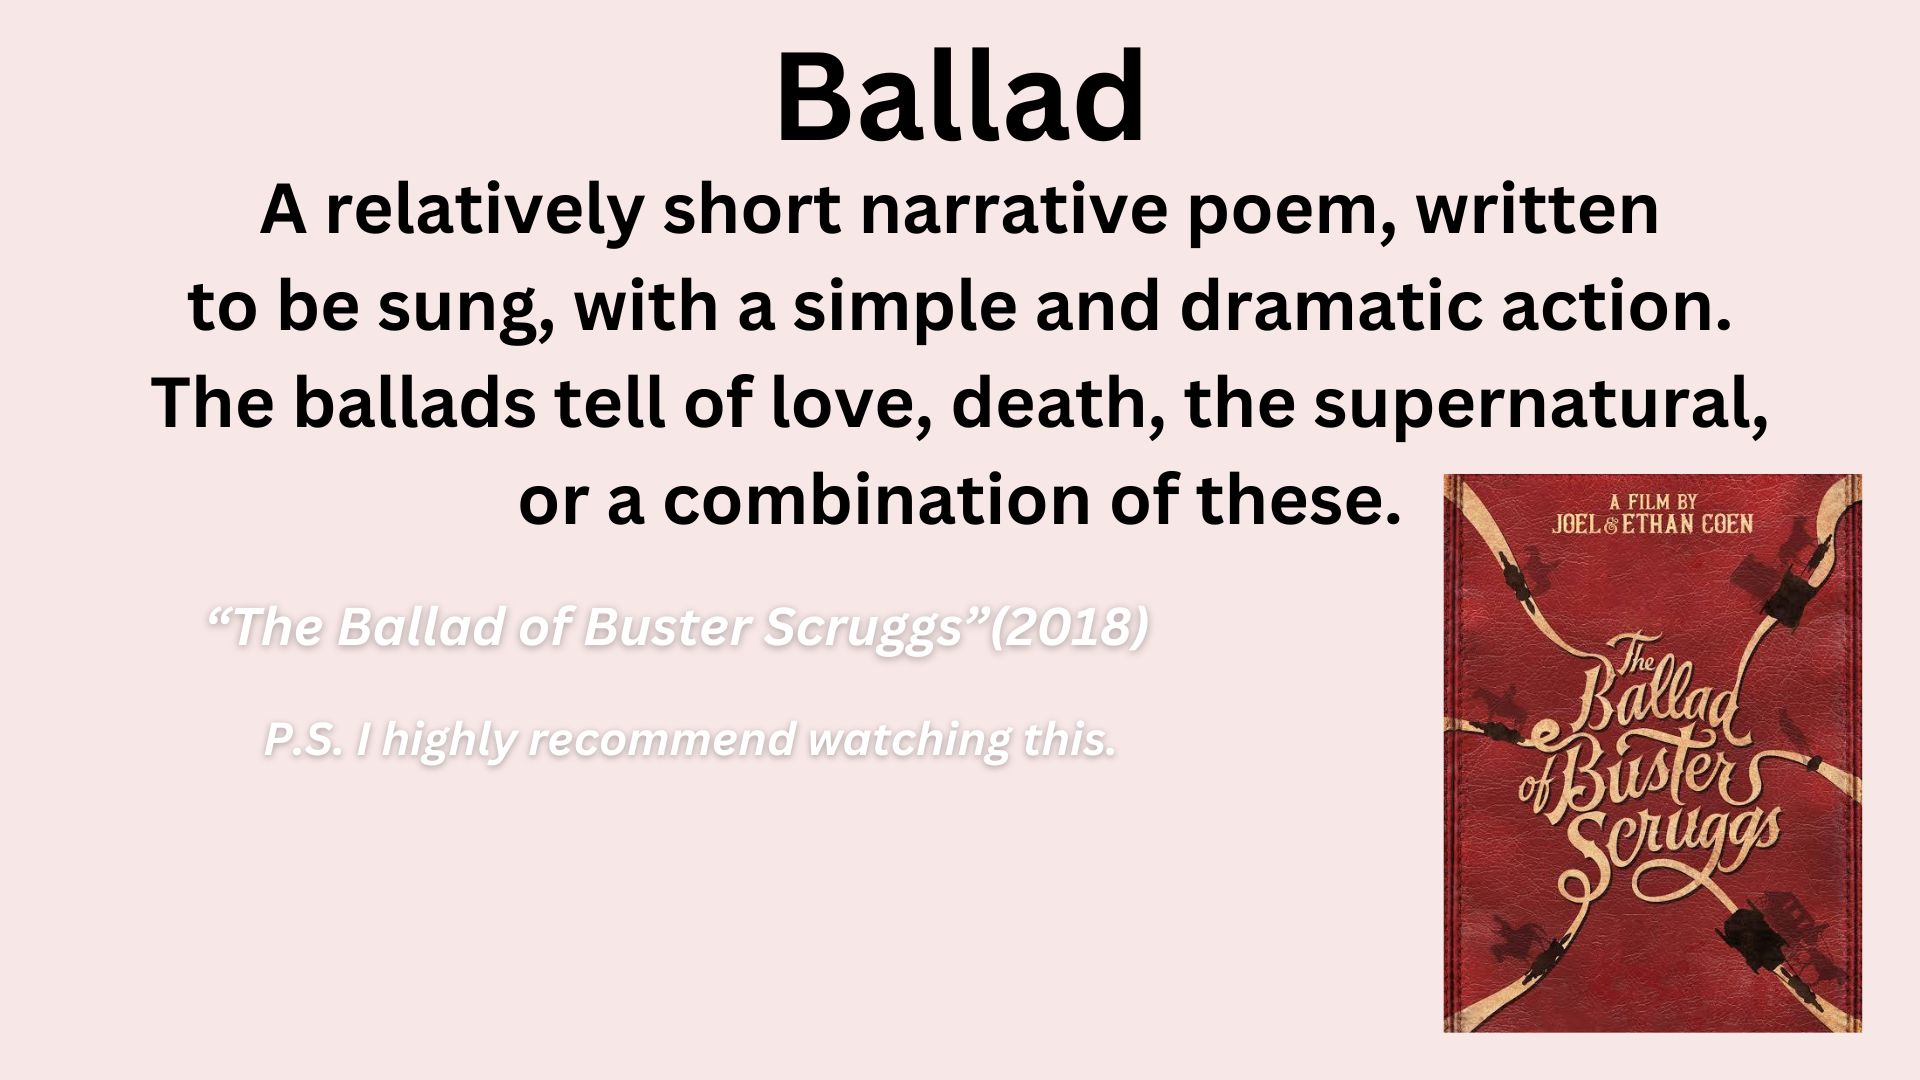 Ballad
A relatively short narrative poem, written
to be sung, with a simple and dramatic action.
The ballads tell of love, death, the supernatural,
or a combination of these.
“The Ballad of Buster Scruggs”(2018)
P.S. I highly recommend watching this.
A FILM BY
JOEL & ETHAN COEN
The
Ballad
of Buster
Scruggs